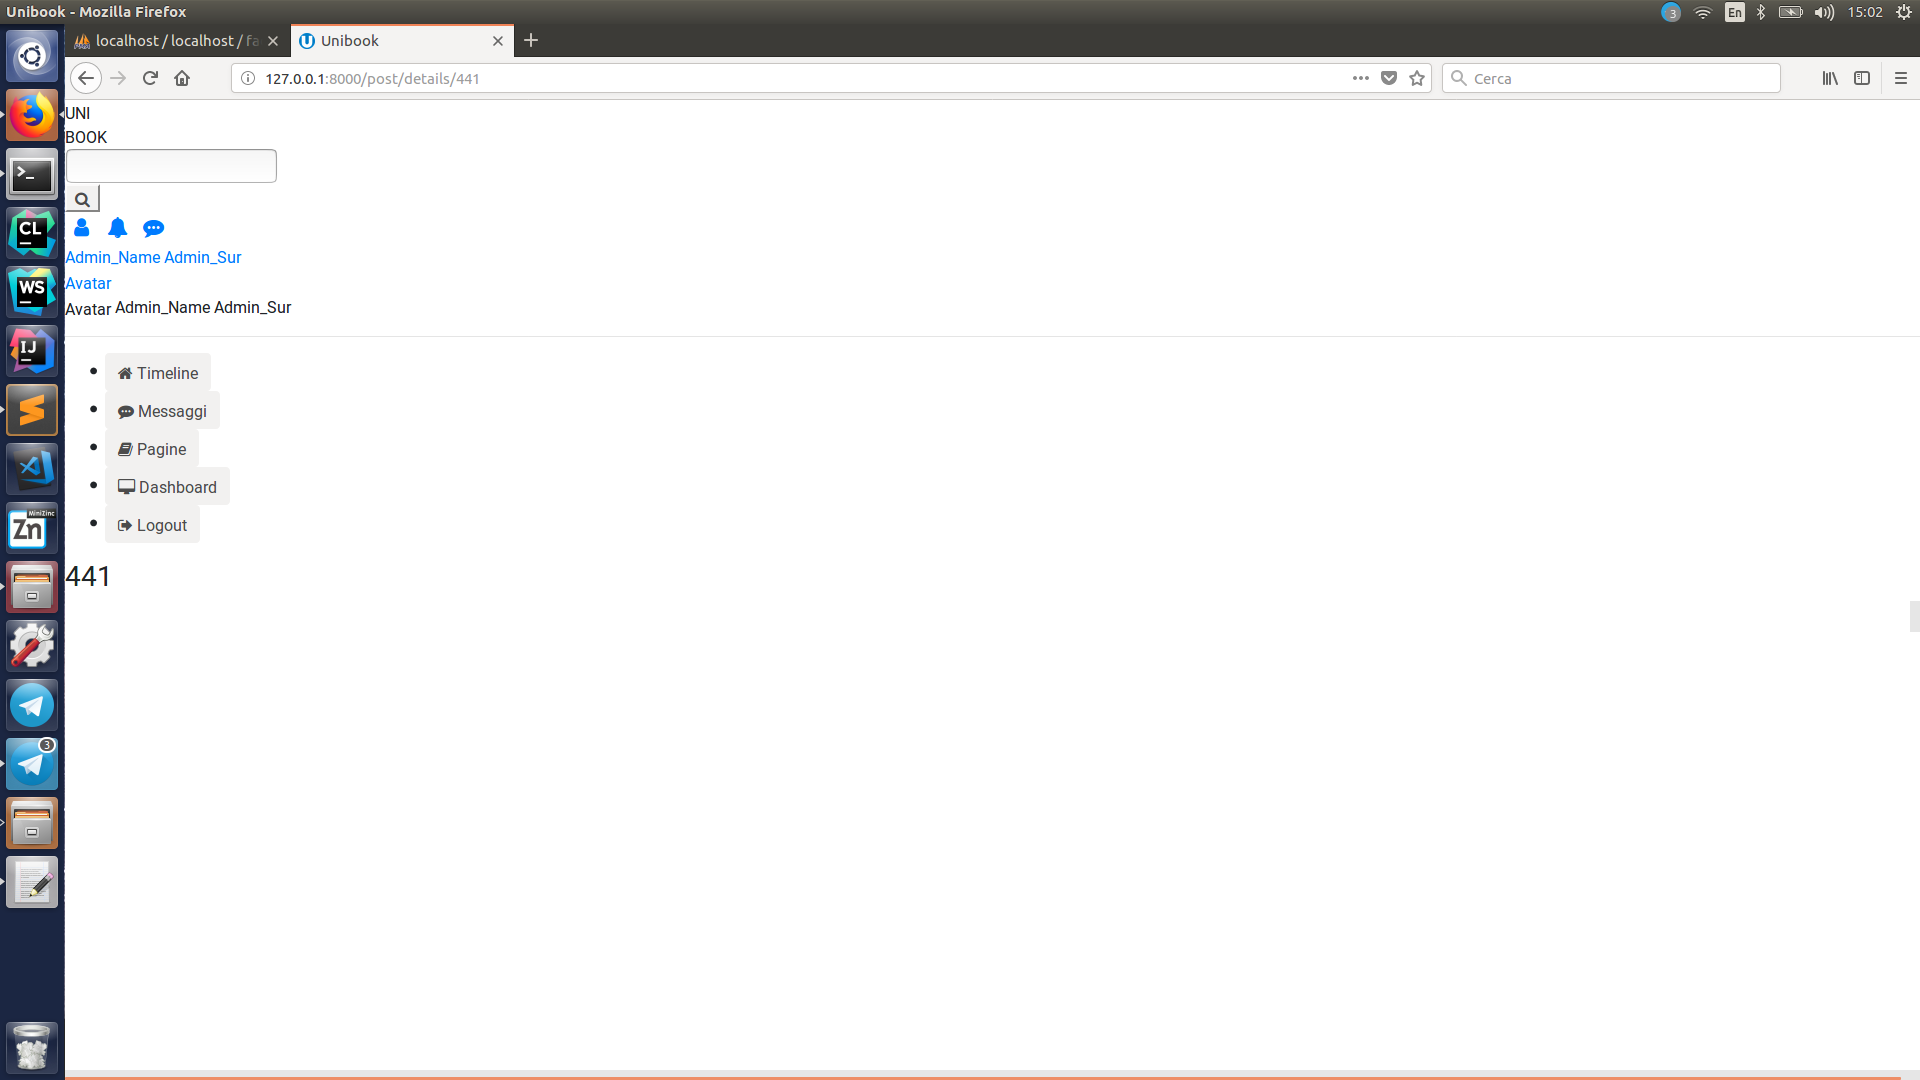 Unibook - Mozilla Firefox
3
En
15:02
localhost / localhost / fa
Unibook
127.0.0.1:8000/post/details/441
Cerca
UNI
BOOK
Admin_Name Admin_Sur
Avatar
Avatar Admin_Name Admin_Sur
Timeline
Messaggi
Pagine
Dashboard
Logout
441
>_
CL
WS
IJ
MiniZinc
Zn
3